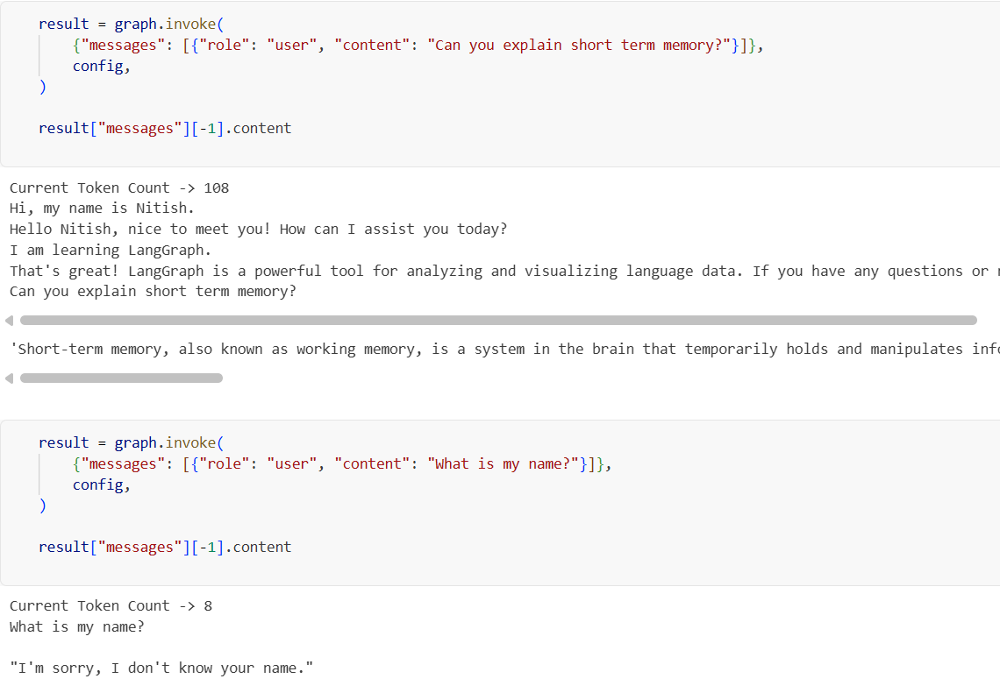 result = graph.invoke(
    {"messages": [{"role": "user", "content": "Can you explain short term memory?"}]},
    config,
)
result["messages"][-1].content
Current Token Count -> 108
Hi, my name is Nitish.
Hello Nitish, nice to meet you! How can I assist you today?
I am learning LangGraph.
That's great! LangGraph is a powerful tool for analyzing and visualizing language data. If you have any questions or
Can you explain short term memory?
'Short-term memory, also known as working memory, is a system in the brain that temporarily holds and manipulates
result = graph.invoke(
    {"messages": [{"role": "user", "content": "What is my name?"}]},
    config,
)
result["messages"][-1].content
Current Token Count -> 8
What is my name?
"I'm sorry, I don't know your name."